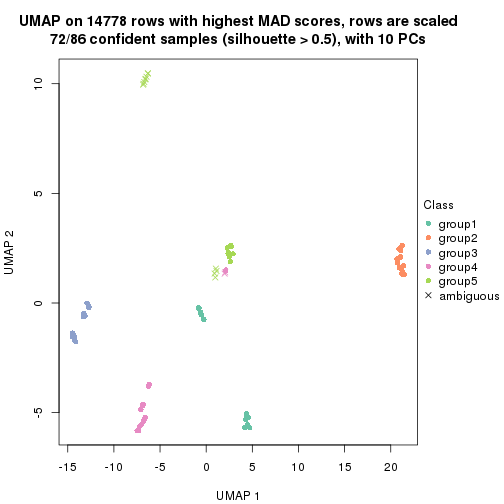 UMAP on 14778 rows with highest MAD scores, rows are scaled
72/86 confident samples (silhouette > 0.5), with 10 PCs
10
5
0
-5
UMAP 2
-15
-10
-5
0
5
10
15
20
UMAP 1
Class
group1
group2
group3
group4
group5
ambiguous